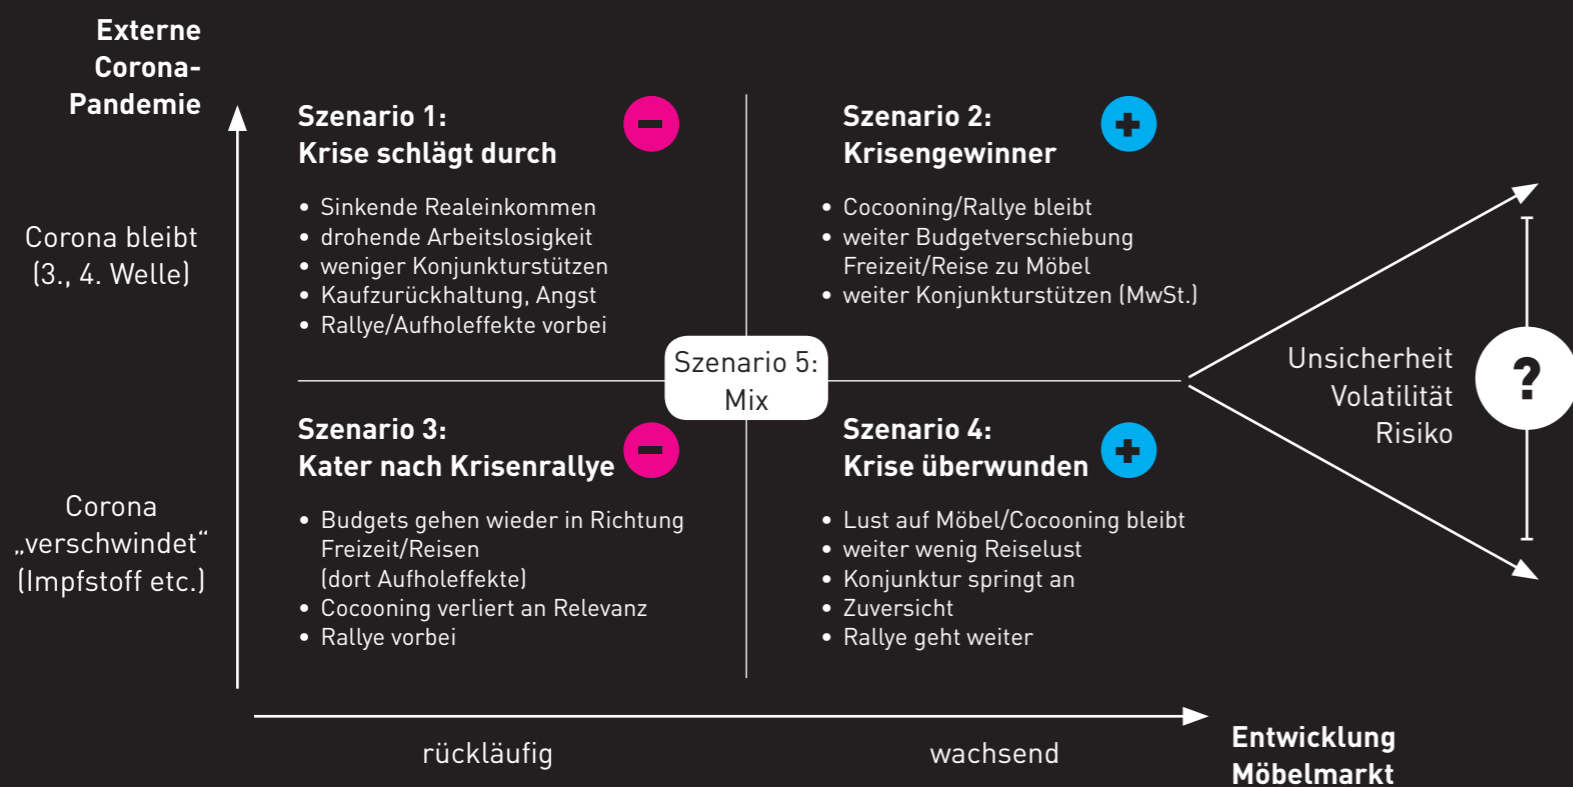 Externe
Corona-
Pandemie
Szenario 1:
Krise schlägt durch
−
• Sinkende Realeinkommen
• drohende Arbeitslosigkeit
• weniger Konjunkturstützen
• Kaufzurückhaltung, Angst
• Rallye/Aufholeffekte vorbei
Szenario 2:
Krisengewinner
+
• Cocooning/Rallye bleibt
• weiter Budgetverschiebung
Freizeit/Reise zu Möbel
• weiter Konjunkturstützen (MwSt.)
Corona bleibt
(3., 4. Welle)
Szenario 5:
Mix
Unsicherheit
Volatilität
Risiko
?
Szenario 3:
Kater nach Krisenrallye
−
• Budgets gehen wieder in Richtung
Freizeit/Reisen
(dort Aufholeffekte)
• Cocooning verliert an Relevanz
• Rallye vorbei
Szenario 4:
Krise überwunden
+
• Lust auf Möbel/Cocooning bleibt
• weiter wenig Reiselust
• Konjunktur springt an
• Zuversicht
• Rallye geht weiter
Corona
„verschwindet“
(Impfstoff etc.)
rückläufig
wachsend
Entwicklung
Möbelmarkt